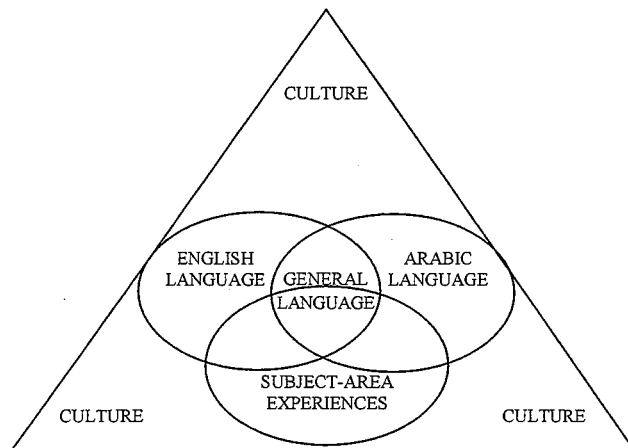 CULTURE
ENGLISH
LANGUAGE
GENERAL
LANGUAGE
ARABIC
LANGUAGE
SUBJECT-AREA
EXPERIENCES
CULTURE
CULTURE